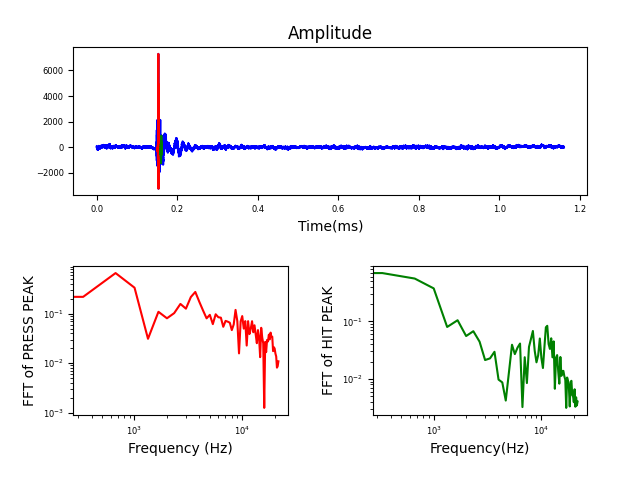 Amplitude
6000
4000
2000
0
−2000
0.0 0.2 0.4 0.6 0.8 1.0 1.2
Time(ms)
FFT of PRESS PEAK
10⁻¹
10⁻²
10⁻³
10³ 10⁴
Frequency (Hz)
FFT of HIT PEAK
10⁻¹
10⁻²
10³ 10⁴
Frequency(Hz)